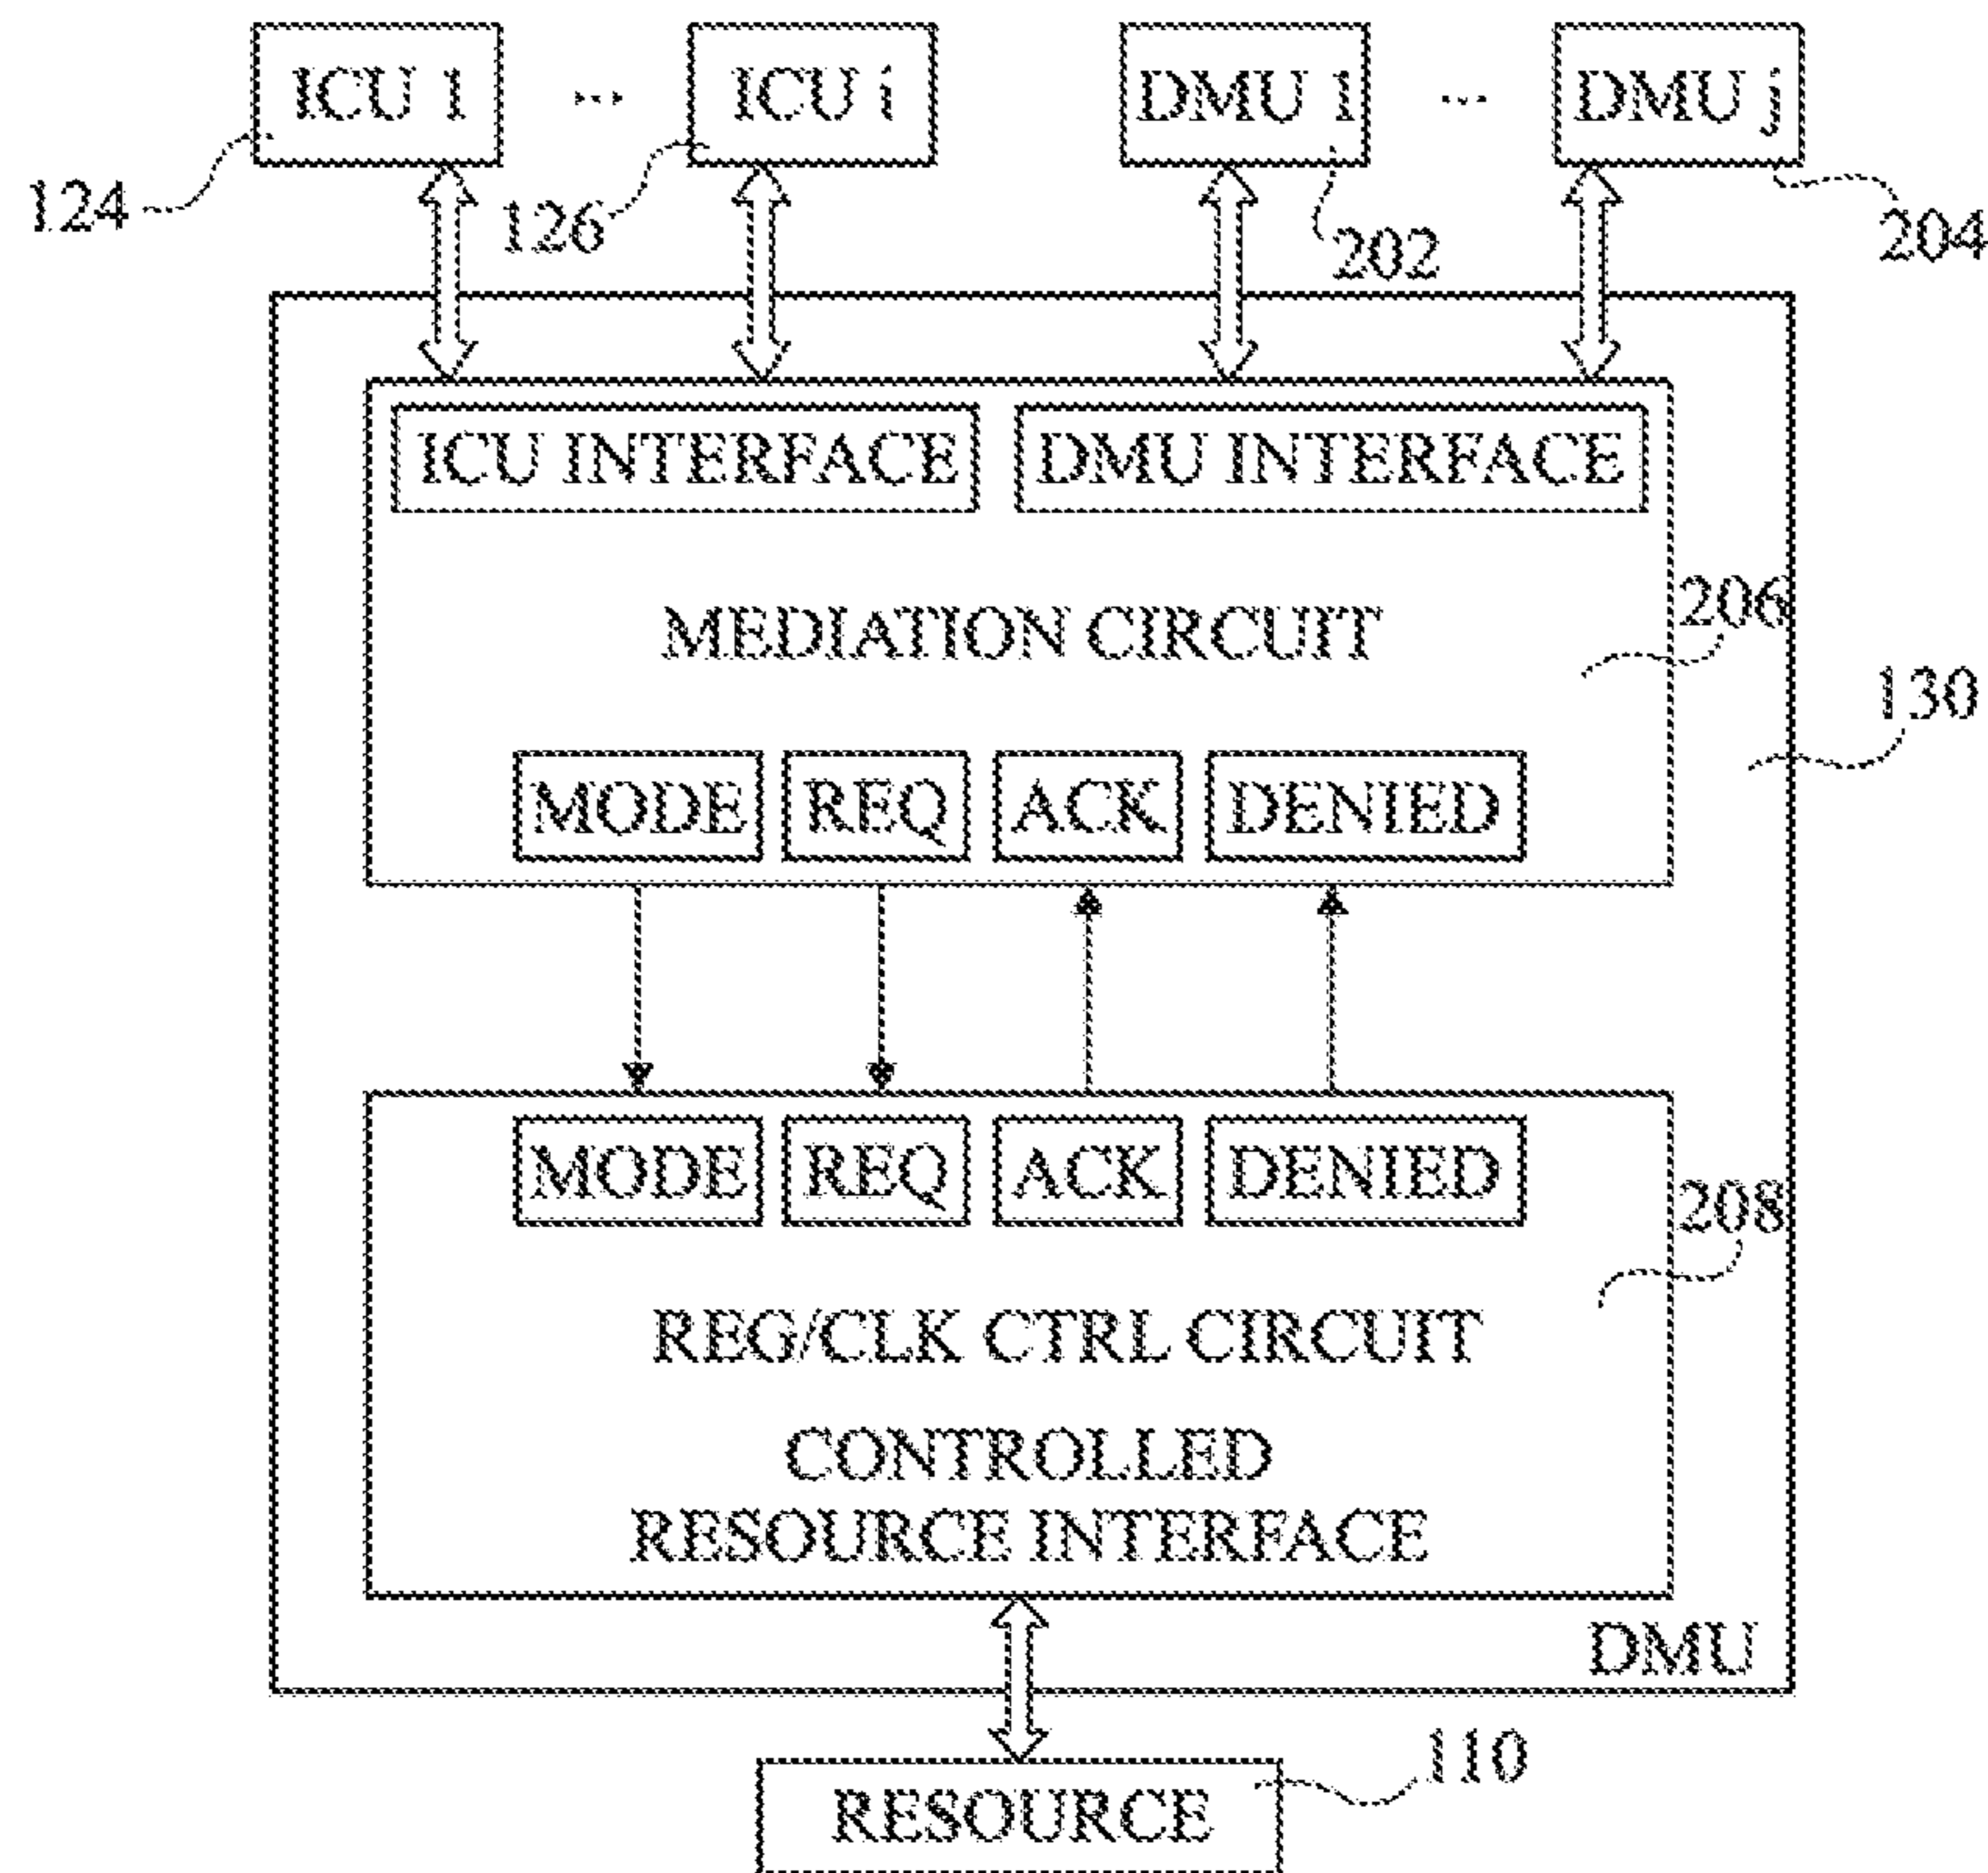 ICU 1 ... ICU i DMU 1 ... DMU j
124 126 202 204
ICU INTERFACE DMU INTERFACE
MEDIATION CIRCUIT
206
130
MODE REQ ACK DENIED
MODE REQ ACK DENIED
208
REG/CLK CTRL CIRCUIT
CONTROLLED
RESOURCE INTERFACE
DMU
110
RESOURCE